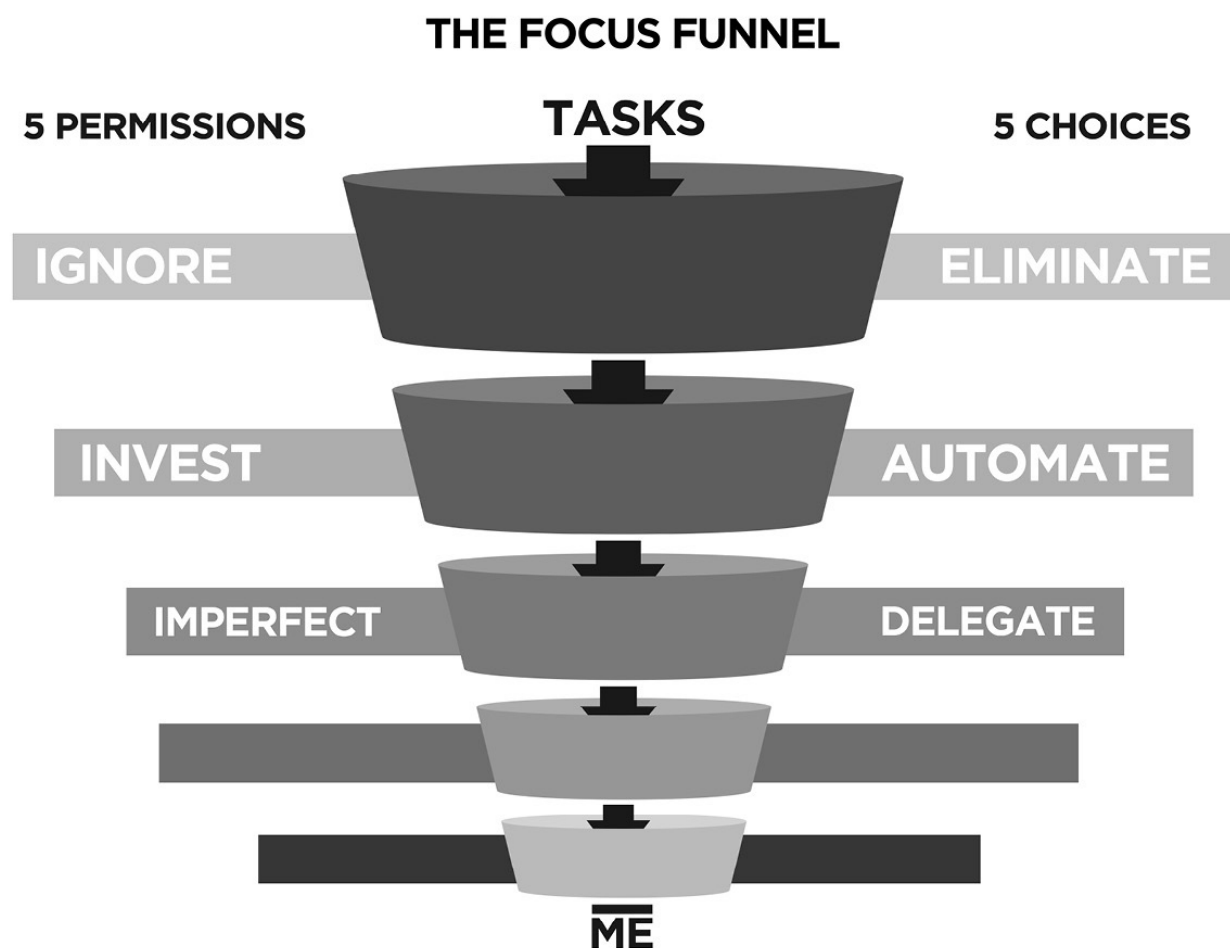 THE FOCUS FUNNEL
5 PERMISSIONS
TASKS
5 CHOICES
IGNORE
ELIMINATE
INVEST
AUTOMATE
IMPERFECT
DELEGATE
ME